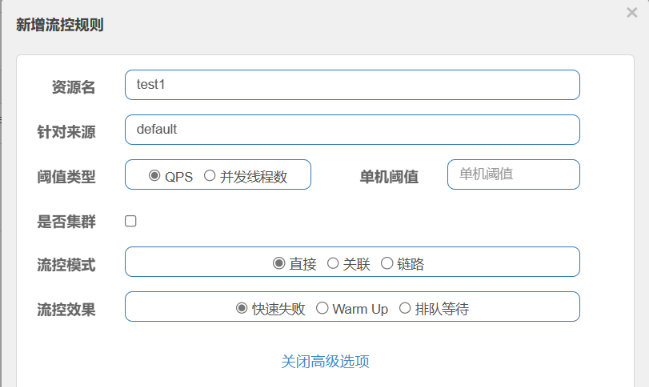 新增流控规则
×
资源名 test1
针对来源 default
阈值类型 QPS 并发线程数 单机阈值 单机阈值
是否集群
流控模式 直接 关联 链路
流控效果 快速失败 Warm Up 排队等待
关闭高级选项